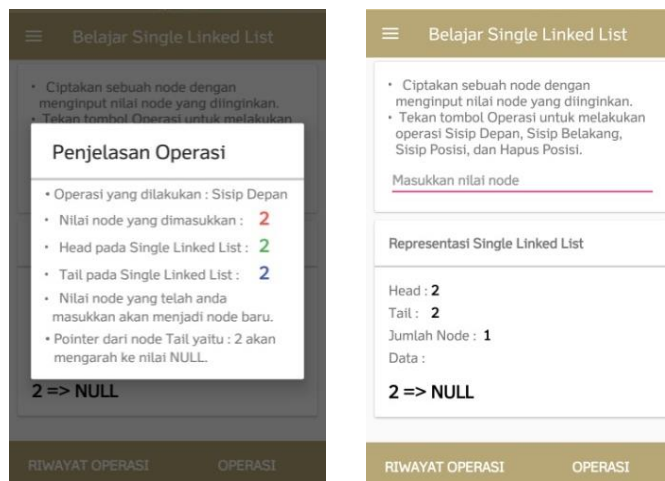 Belajar Single Linked List
• Ciptakan sebuah node dengan
menginput nilai node yang diinginkan.
• Tekan tombol Operasi untuk melakukan
Penjelasan Operasi
• Operasi yang dilakukan : Sisip Depan
• Nilai node yang dimasukkan : 2
• Head pada Single Linked List : 2
• Tail pada Single Linked List : 2
• Nilai node yang telah anda
masukkan akan menjadi node baru.
• Pointer dari node Tail yaitu : 2 akan
mengarah ke nilai NULL.
2 => NULL
RIWAYAT OPERASI OPERASI
Belajar Single Linked List
• Ciptakan sebuah node dengan
menginput nilai node yang diinginkan.
• Tekan tombol Operasi untuk melakukan
operasi Sisip Depan, Sisip Belakang,
Sisip Posisi, dan Hapus Posisi.
Masukkan nilai node
Representasi Single Linked List
Head : 2
Tail : 2
Jumlah Node : 1
Data :
2 => NULL
RIWAYAT OPERASI OPERASI